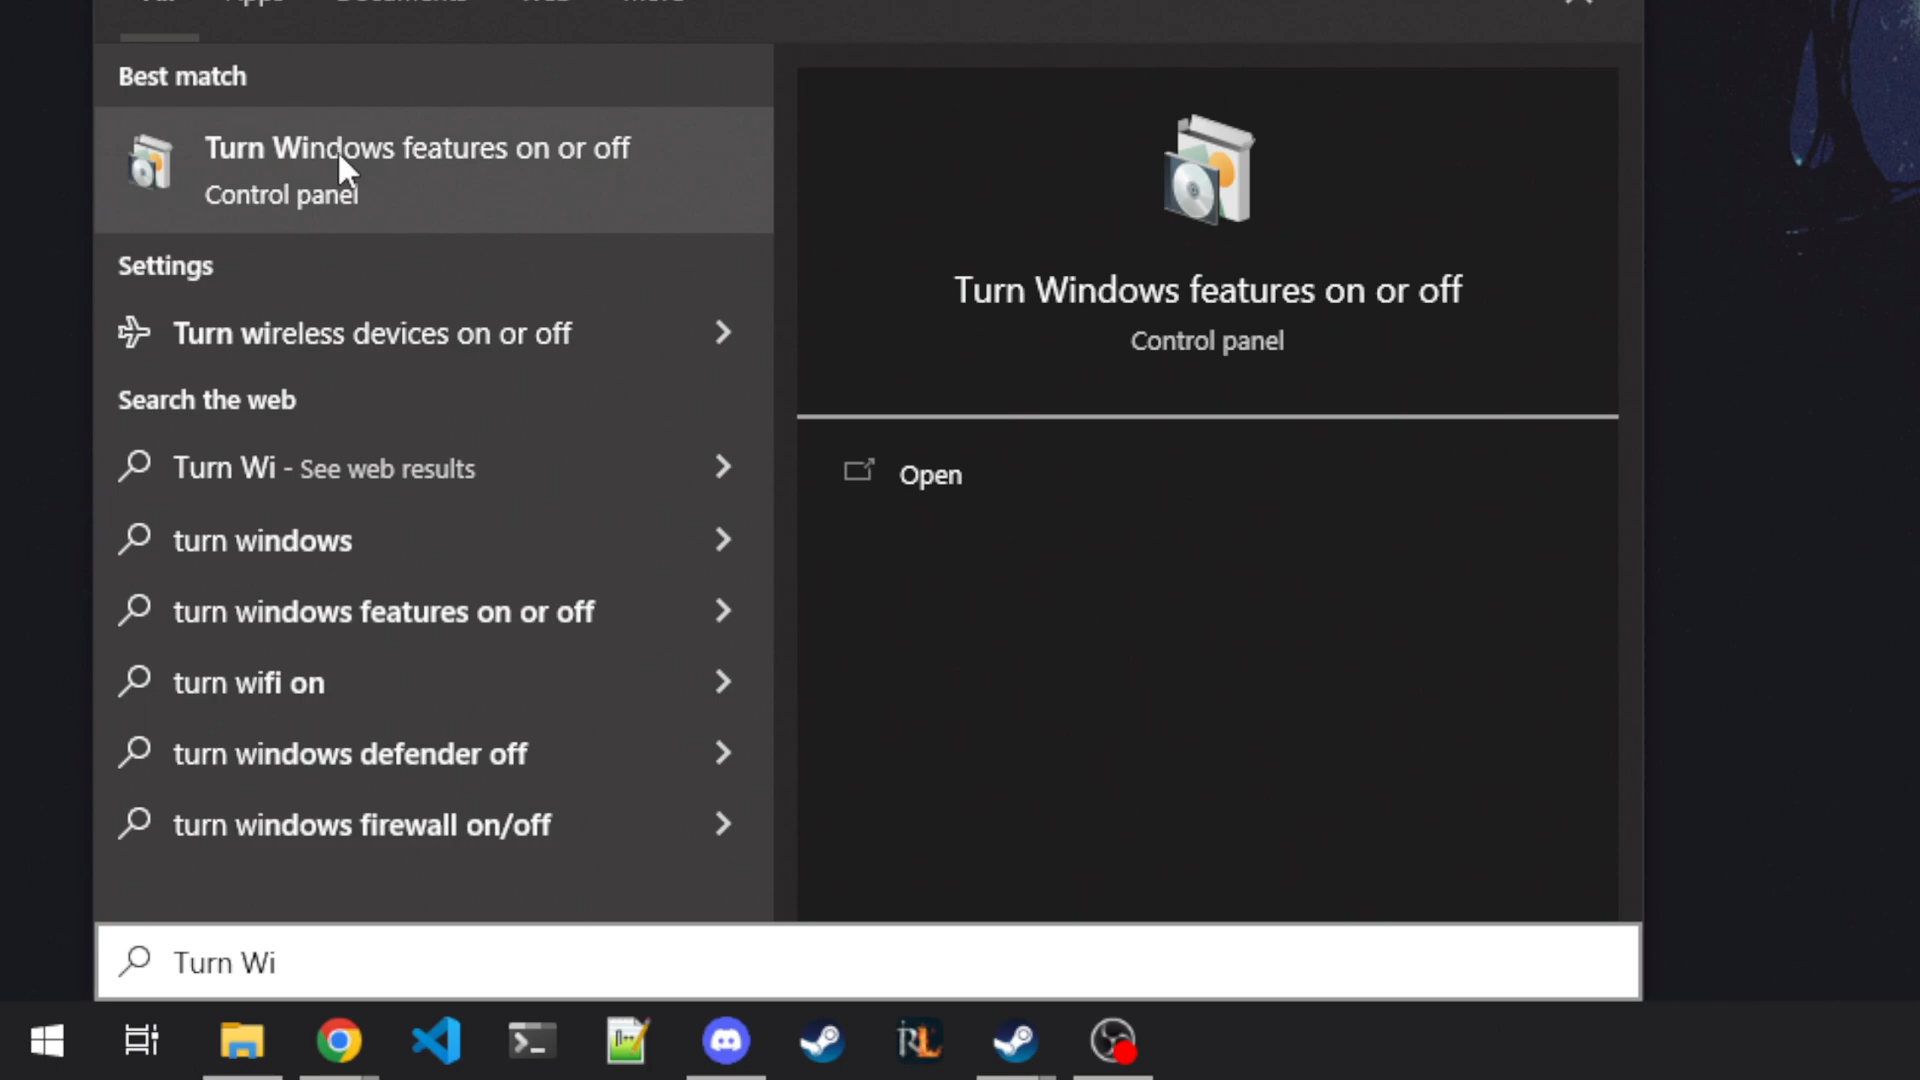 Best match
Turn Windows features on or off
Control panel
Settings
Turn wireless devices on or off
Search the web
Turn Wi - See web results
turn windows
turn windows features on or off
turn wifi on
turn windows defender off
turn windows firewall on/off
Turn Windows features on or off
Control panel
Open
Turn Wi